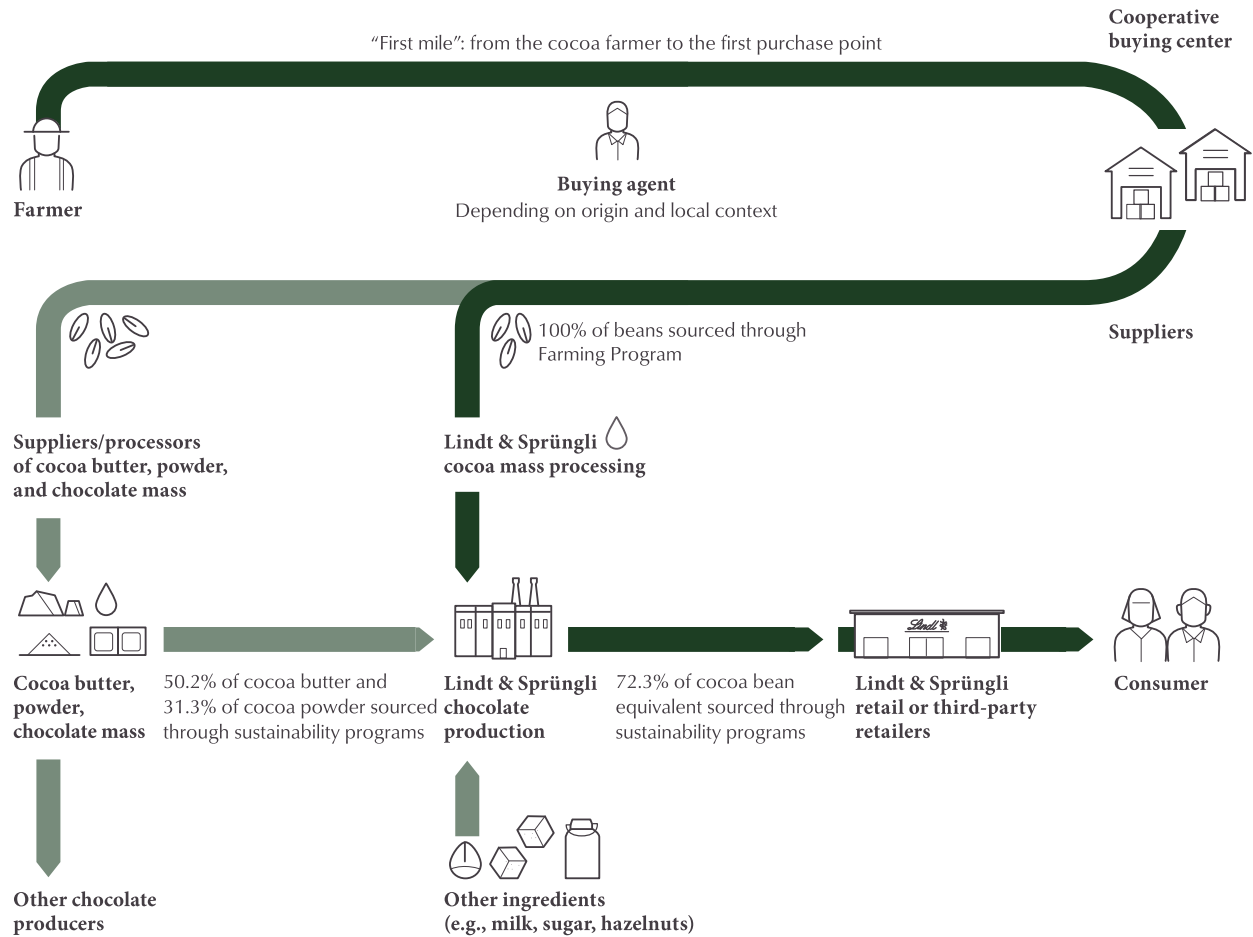 Cooperative
buying center
“First mile”: from the cocoa farmer to the first purchase point
Buying agent
Depending on origin and local context
Farmer
100% of beans sourced through
Farming Program
Suppliers
Suppliers/processors
of cocoa butter, powder,
and chocolate mass
Lindt & Sprüngli
cocoa mass processing
Lindt
Cocoa butter,
powder,
chocolate mass
50.2% of cocoa butter and
31.3% of cocoa powder sourced
through sustainability programs
Lindt & Sprüngli
chocolate
production
72.3% of cocoa bean
equivalent sourced through
sustainability programs
Lindt & Sprüngli
retail or third-party
retailers
Consumer
Other chocolate
producers
Other ingredients
(e.g., milk, sugar, hazelnuts)